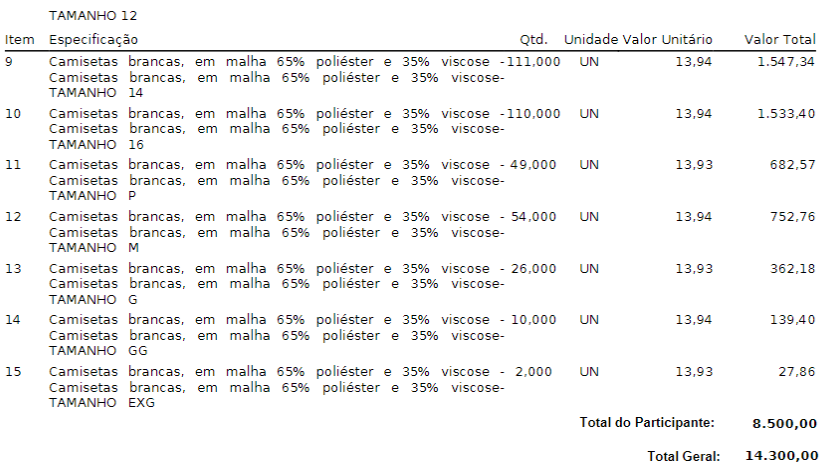 TAMANHO 12
Item Especificação Qtd. Unidade Valor Unitário Valor Total
9 Camisetas brancas, em malha 65% poliéster e 35% viscose -111,000 UN 13,94 1.547,34
Camisetas brancas, em malha 65% poliéster e 35% viscose-
TAMANHO 14
10 Camisetas brancas, em malha 65% poliéster e 35% viscose -110,000 UN 13,94 1.533,40
Camisetas brancas, em malha 65% poliéster e 35% viscose-
TAMANHO 16
11 Camisetas brancas, em malha 65% poliéster e 35% viscose - 49,000 UN 13,93 682,57
Camisetas brancas, em malha 65% poliéster e 35% viscose-
TAMANHO P
12 Camisetas brancas, em malha 65% poliéster e 35% viscose - 54,000 UN 13,94 752,76
Camisetas brancas, em malha 65% poliéster e 35% viscose-
TAMANHO M
13 Camisetas brancas, em malha 65% poliéster e 35% viscose - 26,000 UN 13,93 362,18
Camisetas brancas, em malha 65% poliéster e 35% viscose-
TAMANHO G
14 Camisetas brancas, em malha 65% poliéster e 35% viscose - 10,000 UN 13,94 139,40
Camisetas brancas, em malha 65% poliéster e 35% viscose-
TAMANHO GG
15 Camisetas brancas, em malha 65% poliéster e 35% viscose - 2,000 UN 13,93 27,86
Camisetas brancas, em malha 65% poliéster e 35% viscose-
TAMANHO EXG
Total do Participante: 8.500,00
Total Geral: 14.300,00